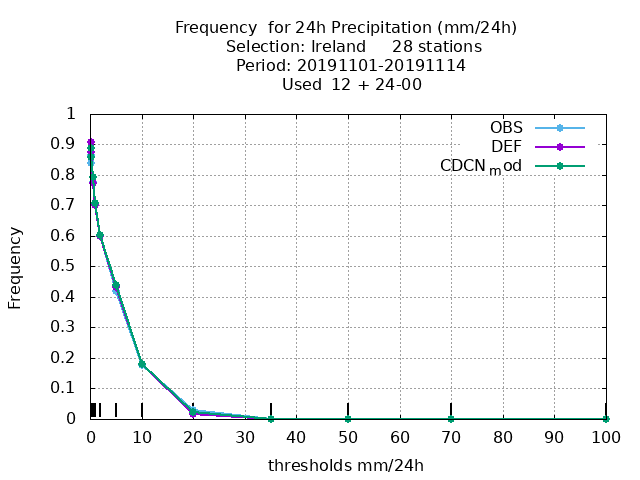 Frequency  for 24h Precipitation (mm/24h)
Selection: Ireland     28 stations
Period: 20191101-20191114
Used  12 + 24-00
OBS
DEF
CDCNmod
1
0.9
0.8
0.7
0.6
0.5
0.4
0.3
0.2
0.1
0
Frequency
0 10 20 30 40 50 60 70 80 90 100
thresholds mm/24h